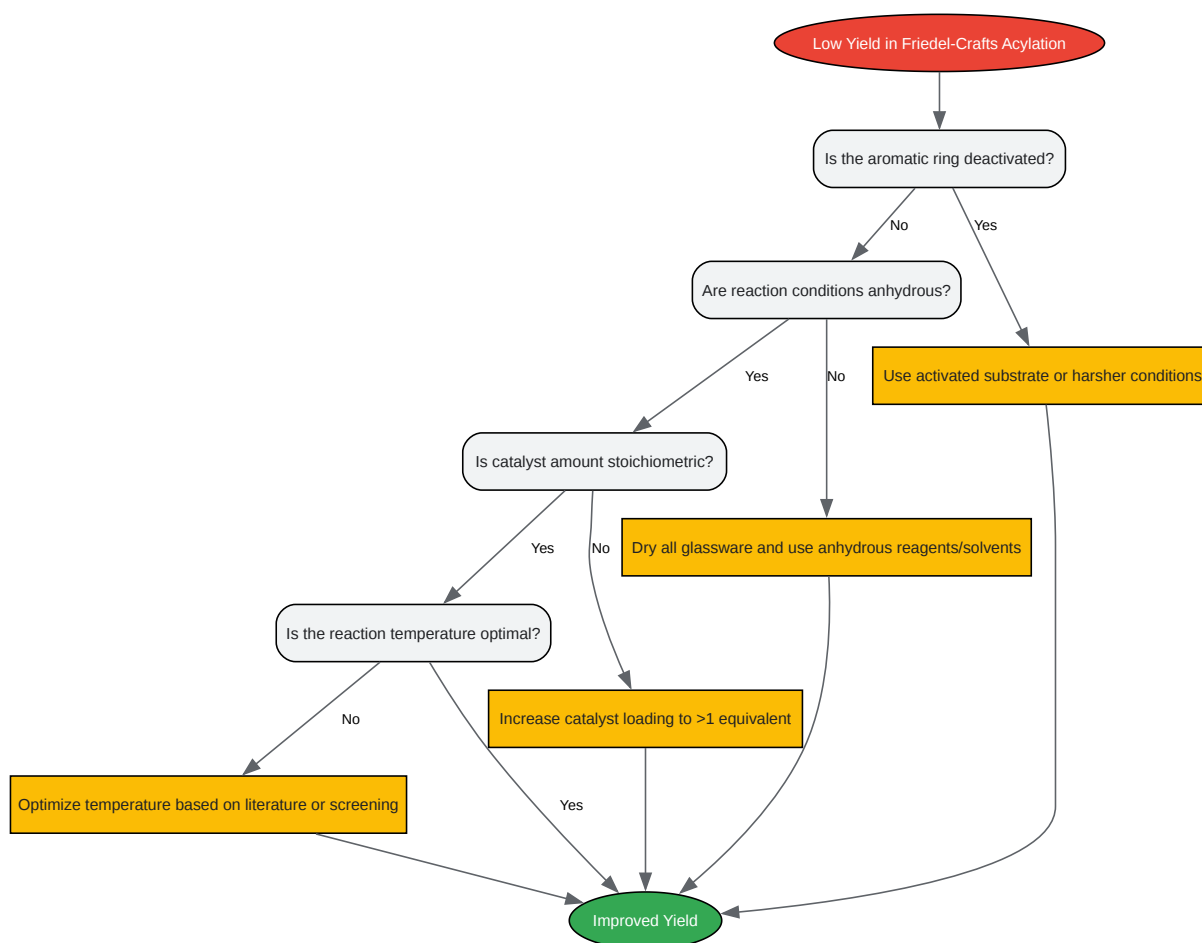 Low Yield in Friedel-Crafts Acylation
Is the aromatic ring deactivated?
No
Yes
Are reaction conditions anhydrous?
Use activated substrate or harsher conditions
Yes
No
Is catalyst amount stoichiometric?
Dry all glassware and use anhydrous reagents/solvents
Yes
No
Is the reaction temperature optimal?
Increase catalyst loading to >1 equivalent
No
Optimize temperature based on literature or screening
Yes
Improved Yield